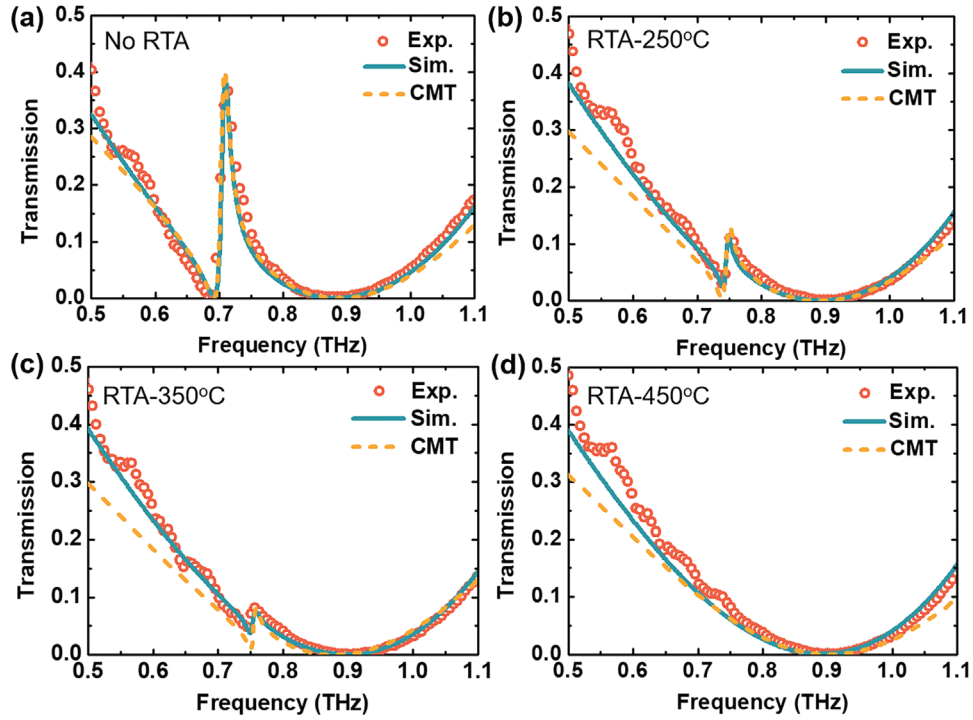 (a) No RTA
Exp.
Sim.
CMT
Transmission
0.5
0.4
0.3
0.2
0.1
0.0
0.5 0.6 0.7 0.8 0.9 1.0 1.1
Frequency (THz)
(b) RTA-250°C
Exp.
Sim.
CMT
Transmission
0.5
0.4
0.3
0.2
0.1
0.0
0.5 0.6 0.7 0.8 0.9 1.0 1.1
Frequency (THz)
(c) RTA-350°C
Exp.
Sim.
CMT
Transmission
0.5
0.4
0.3
0.2
0.1
0.0
0.5 0.6 0.7 0.8 0.9 1.0 1.1
Frequency (THz)
(d) RTA-450°C
Exp.
Sim.
CMT
Transmission
0.5
0.4
0.3
0.2
0.1
0.0
0.5 0.6 0.7 0.8 0.9 1.0 1.1
Frequency (THz)